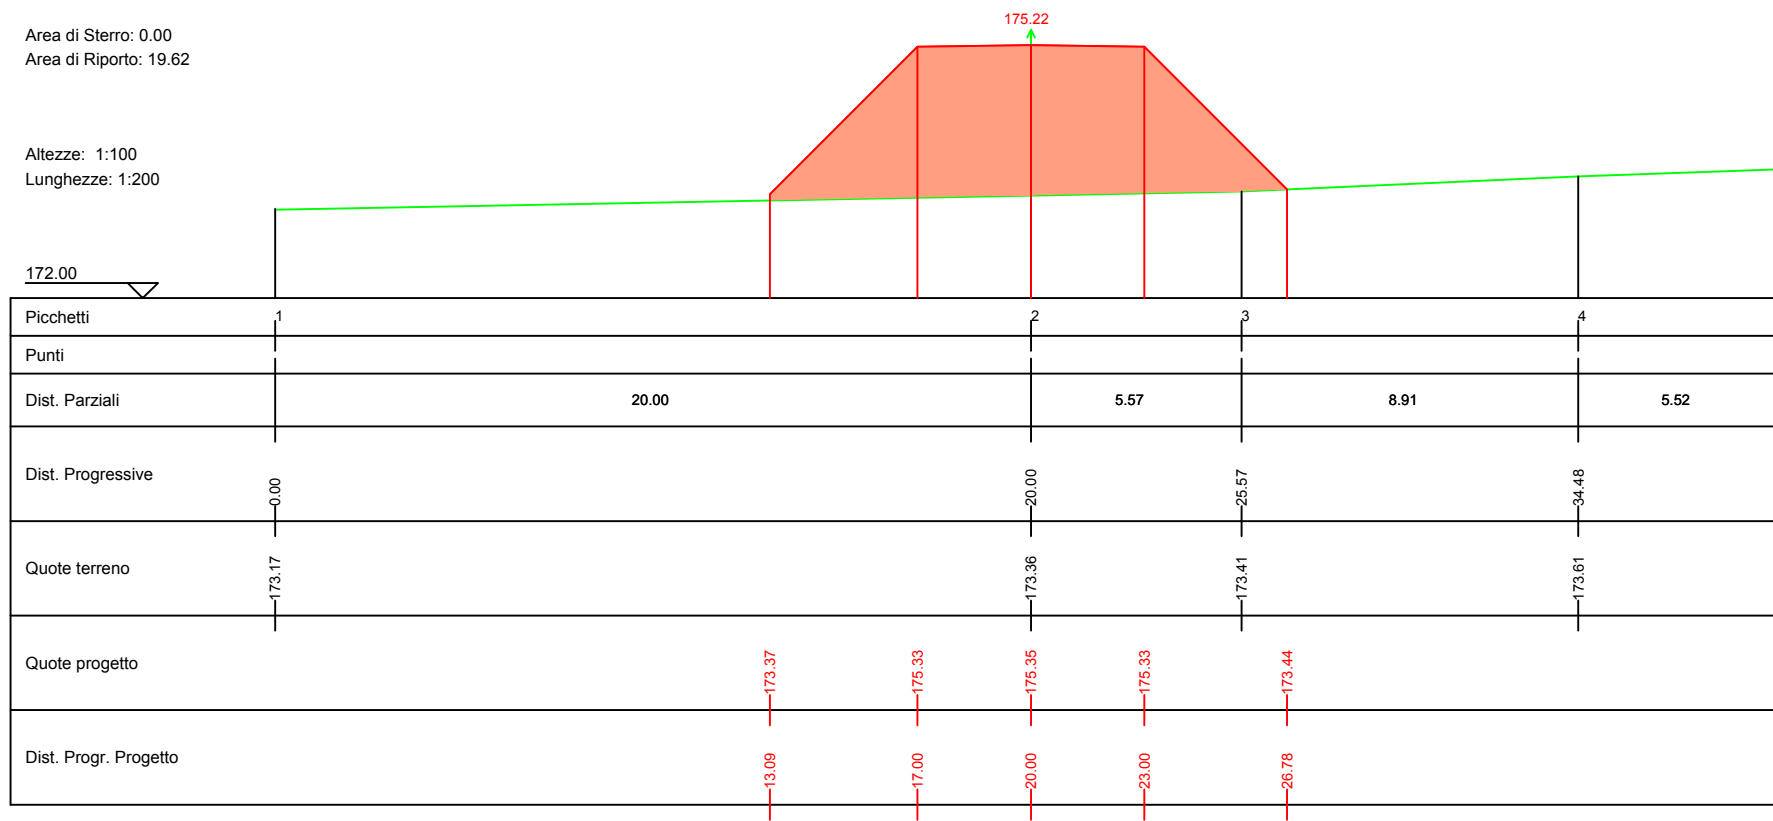 175.22
Area di Sterro: 0.00
Area di Riporto: 19.62
Altezze: 1:100
Lunghezze: 1:200
172.00
Picchetti 1 2 3 4
Punti
Dist. Parziali 20.00 5.57 8.91 5.52
Dist. Progressive 0.00 20.00 25.57 34.48
Quote terreno 173.17 173.36 173.41 173.61
Quote progetto 173.37 175.33 175.35 175.33 173.44
Dist. Progr. Progetto 13.09 17.00 20.00 23.00 26.78